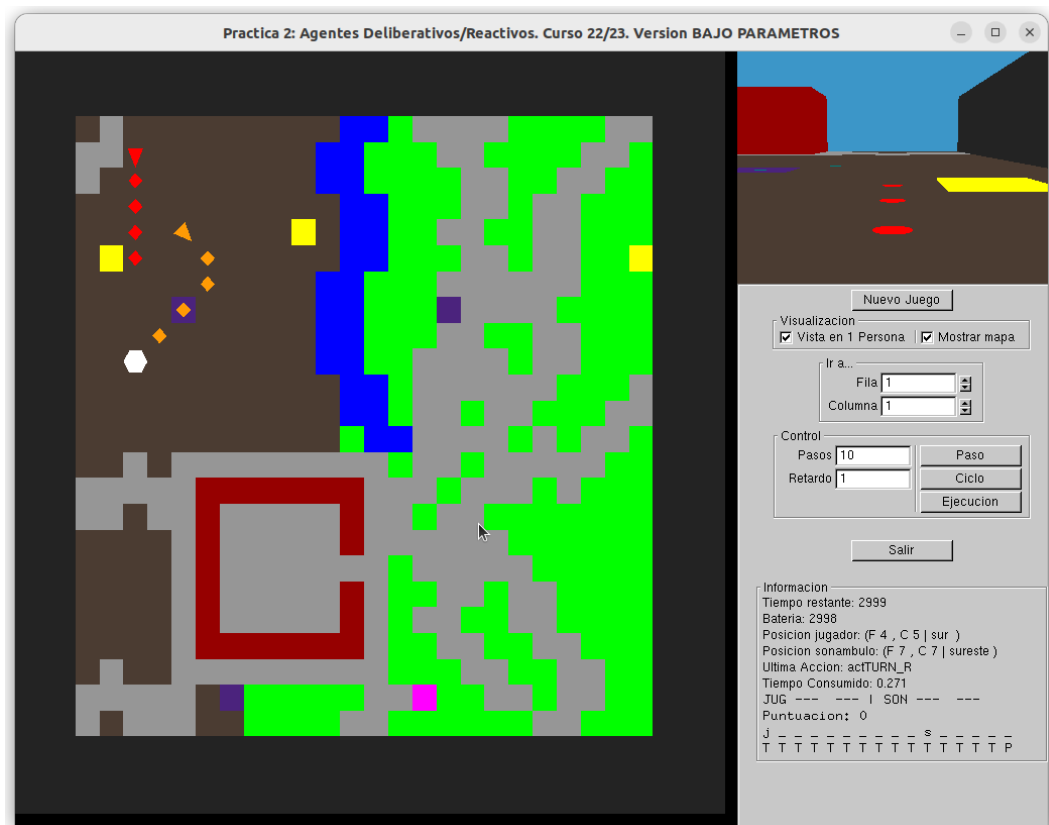 Practica 2: Agentes Deliberativos/Reactivos. Curso 22/23. Version BAJO PARAMETROS
Nuevo Juego
Visualizacion
Vista en 1 Persona
Mostrar mapa
Ir a...
Fila 1
Columna 1
Control
Pasos 10
Paso
Retardo 1
Ciclo
Ejecucion
Salir
Informacion
Tiempo restante: 2999
Bateria: 2998
Posicion jugador: (F 4 , C 5 | sur )
Posicion sonambulo: (F 7 , C 7 | sureste )
Ultima Accion: actTURN_R
Tiempo Consumido: 0.271
JUG --- --- | SON --- ---
Puntuacion: 0
j _ _ _ _ _ _ _ _ _ s _ _ _ _ _
T T T T T T T T T T T T T T T P